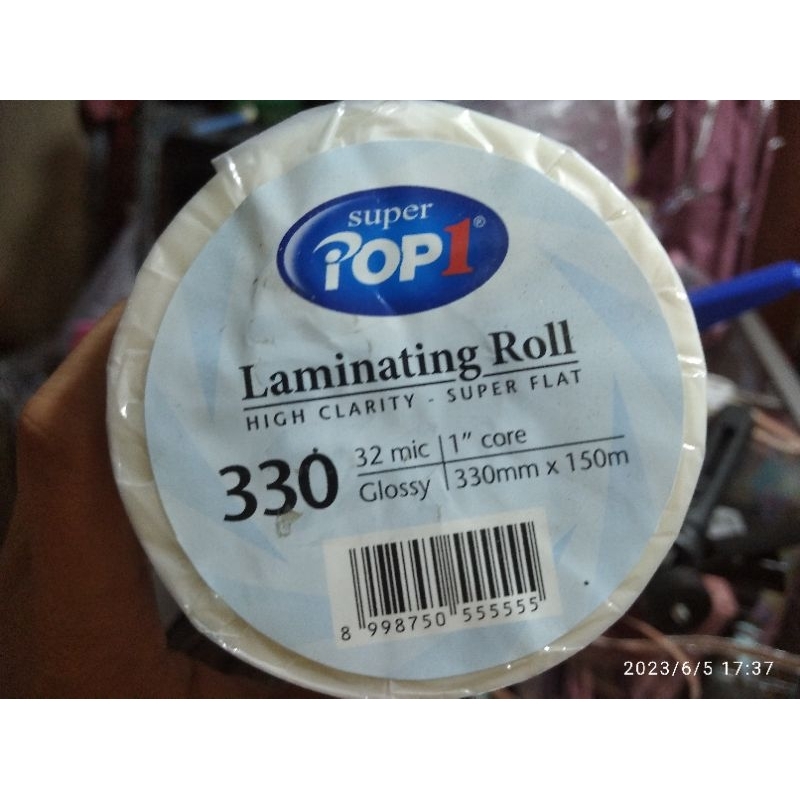 super
POP1®
Laminating Roll
HIGH CLARITY - SUPER FLAT
330
32 mic
1” core
Glossy
330mm x 150m
8 998750 555555
2023/6/5 17:37